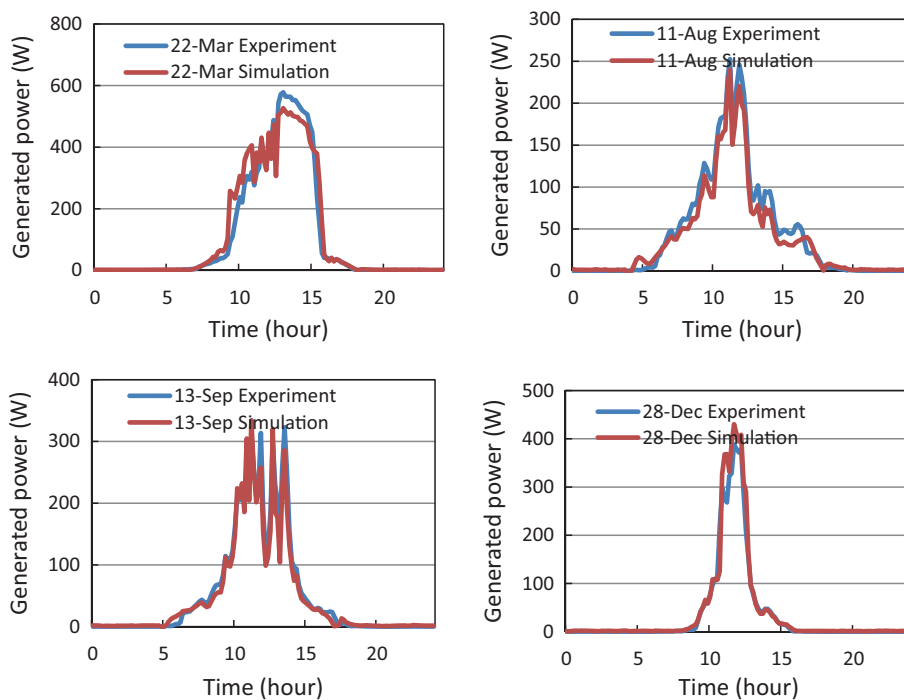 800
600
400
200
0
Generated power (W)
22-Mar Experiment
22-Mar Simulation
0 5 10 15 20
Time (hour)
300
250
200
150
100
50
0
Generated power (W)
11-Aug Experiment
11-Aug Simulation
0 5 10 15 20
Time (hour)
400
300
200
100
0
Generated power (W)
13-Sep Experiment
13-Sep Simulation
0 5 10 15 20
Time (hour)
500
400
300
200
100
0
Generated power (W)
28-Dec Experiment
28-Dec Simulation
0 5 10 15 20
Time (hour)